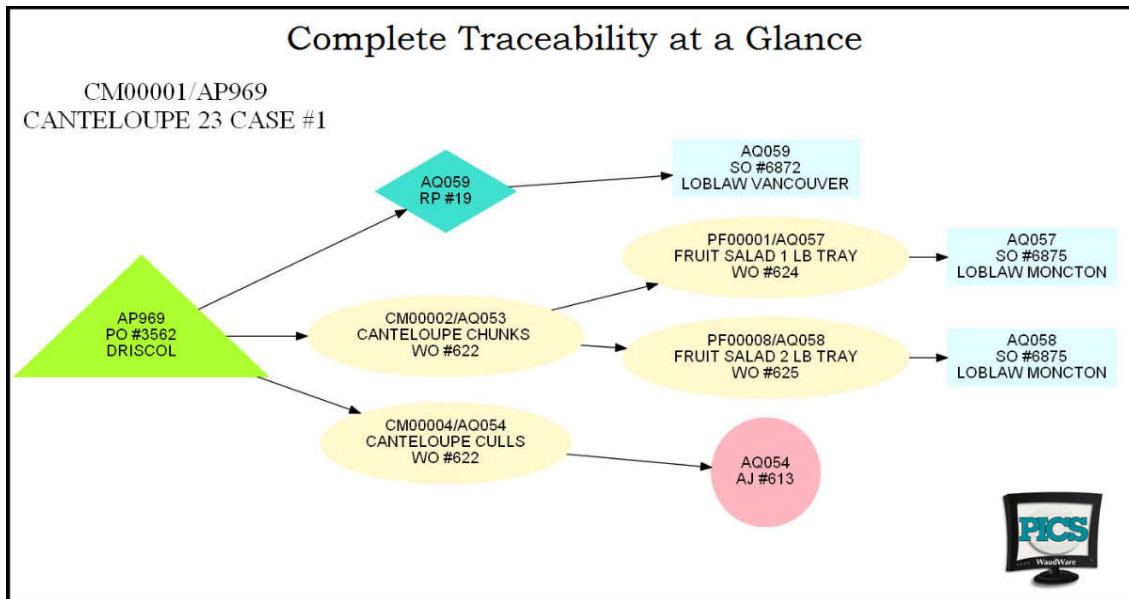 Complete Traceability at a Glance
CM00001/AP969
CANTELOUPE 23 CASE #1
AQ059
RP #19
AQ059
SO #6872
LOBLAW VANCOUVER
PF00001/AQ057
FRUIT SALAD 1 LB TRAY
WO #624
AQ057
SO #6875
LOBLAW MONCTON
AP969
PO #3562
DRISCOL
CM00002/AQ053
CANTELOUPE CHUNKS
WO #622
PF00008/AQ058
FRUIT SALAD 2 LB TRAY
WO #625
AQ058
SO #6875
LOBLAW MONCTON
CM00004/AQ054
CANTELOUPE CULLS
WO #622
AQ054
AJ #613
PICS
WaudWare